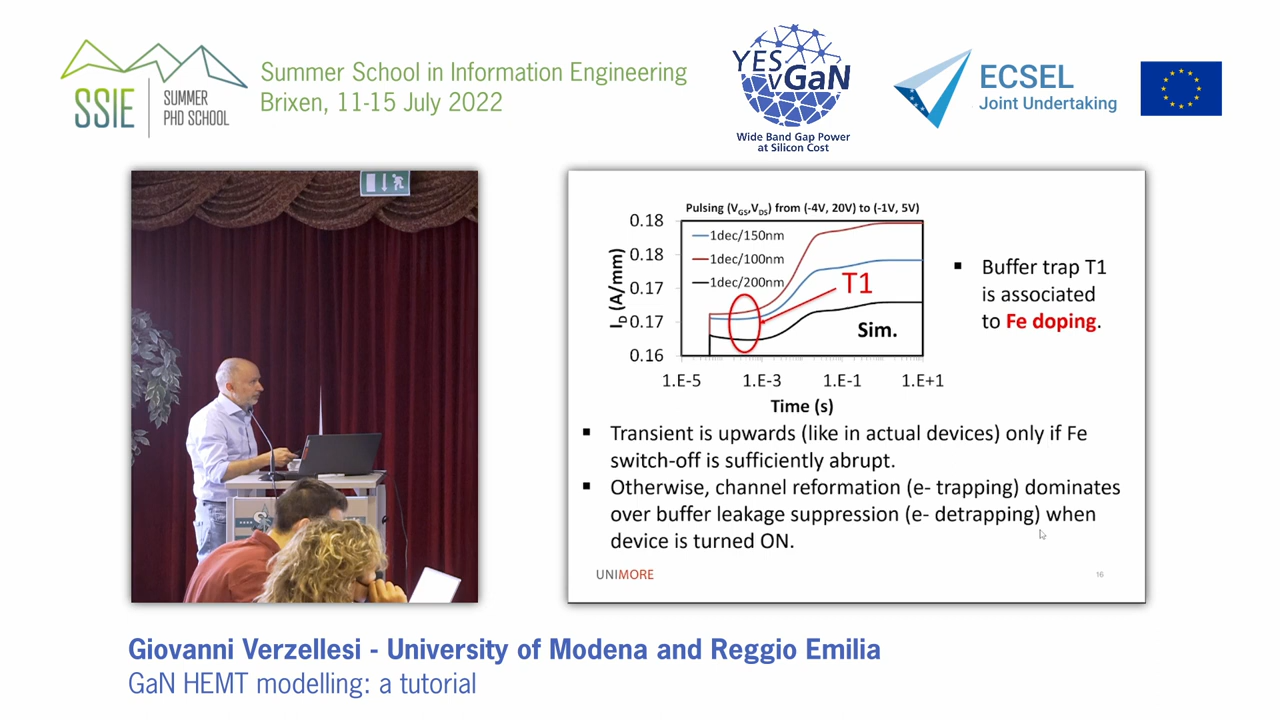 SSIE
SUMMER
PHD SCHOOL
Summer School in Information Engineering
Brixen, 11-15 July 2022
YES
vGaN
Wide Band Gap Power
at Silicon Cost
ECSEL
Joint Undertaking
Pulsing (VGS,VDS) from (-4V, 20V) to (-1V, 5V)
0.18
0.18
0.17
0.17
0.16
ID (A/mm)
1dec/150nm
1dec/100nm
1dec/200nm
T1
Sim.
1.E-5 1.E-3 1.E-1 1.E+1
Time (s)
▪ Buffer trap T1
is associated
to Fe doping.
▪ Transient is upwards (like in actual devices) only if Fe
switch-off is sufficiently abrupt.
▪ Otherwise, channel reformation (e- trapping) dominates
over buffer leakage suppression (e- detrapping) when
device is turned ON.
UNIMORE
16
Giovanni Verzellesi - University of Modena and Reggio Emilia
GaN HEMT modelling: a tutorial